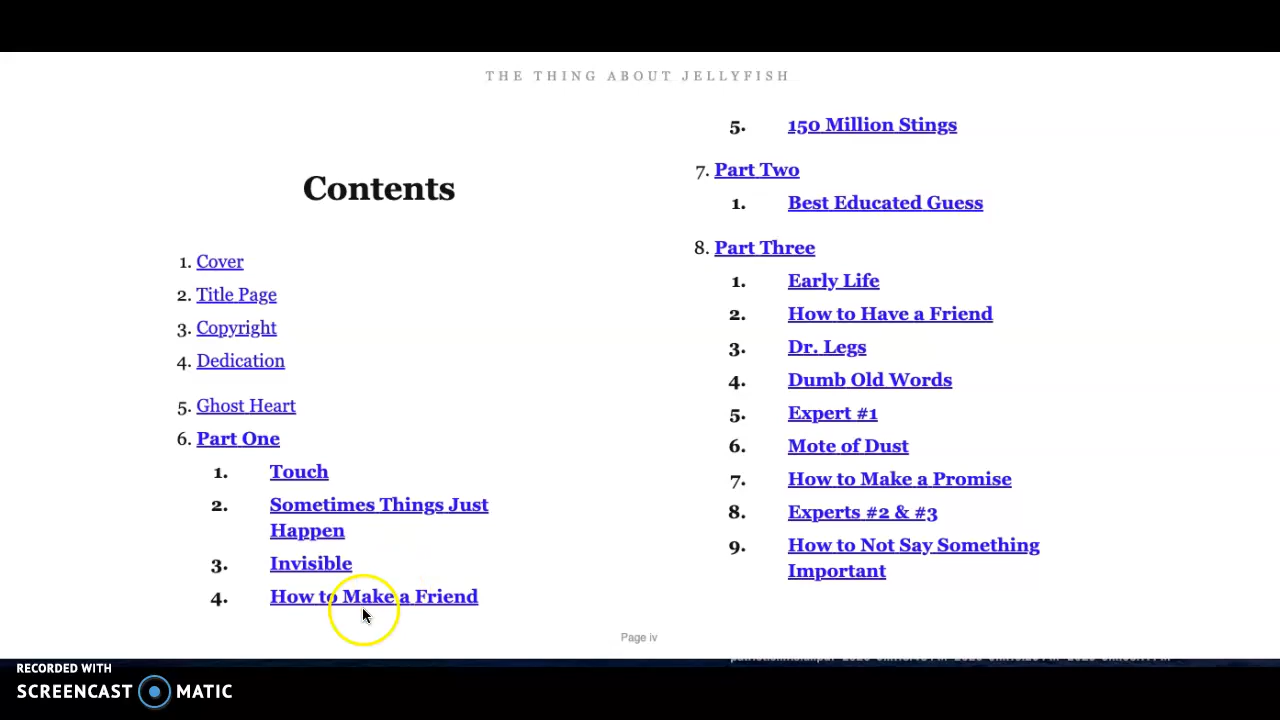 THE THING ABOUT JELLYFISH
Contents
1. Cover
2. Title Page
3. Copyright
4. Dedication
5. Ghost Heart
6. Part One
1. Touch
2. Sometimes Things Just
Happen
3. Invisible
4. How to Make a Friend
5. 150 Million Stings
7. Part Two
1. Best Educated Guess
8. Part Three
1. Early Life
2. How to Have a Friend
3. Dr. Legs
4. Dumb Old Words
5. Expert #1
6. Mote of Dust
7. How to Make a Promise
8. Experts #2 & #3
9. How to Not Say Something
Important
Page iv
RECORDED WITH
SCREENCAST MATIC